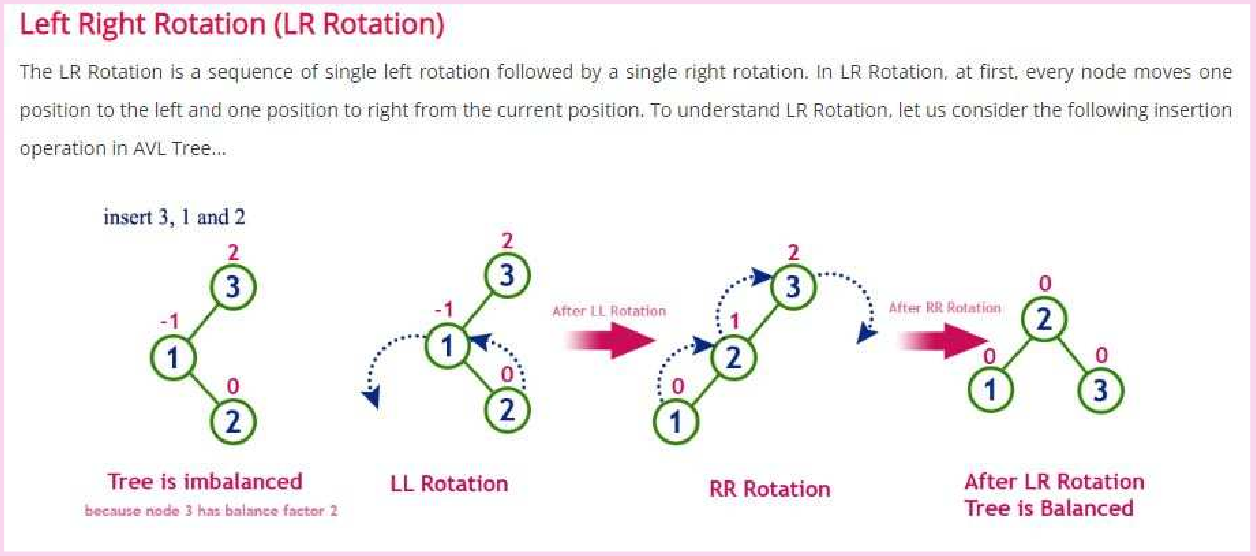 Left Right Rotation (LR Rotation)
The LR Rotation is a sequence of single left rotation followed by a single right rotation. In LR Rotation, at first, every node moves one
position to the left and one position to right from the current position. To understand LR Rotation, let us consider the following insertion
operation in AVL Tree...
insert 3, 1 and 2
2
3
-1
1
0
2
Tree is imbalanced
because node 3 has balance factor 2
2
3
-1
1
0
2
LL Rotation
After LL Rotation
2
3
1
2
0
1
RR Rotation
After RR Rotation
0
2
0
1
0
3
After LR Rotation
Tree is Balanced